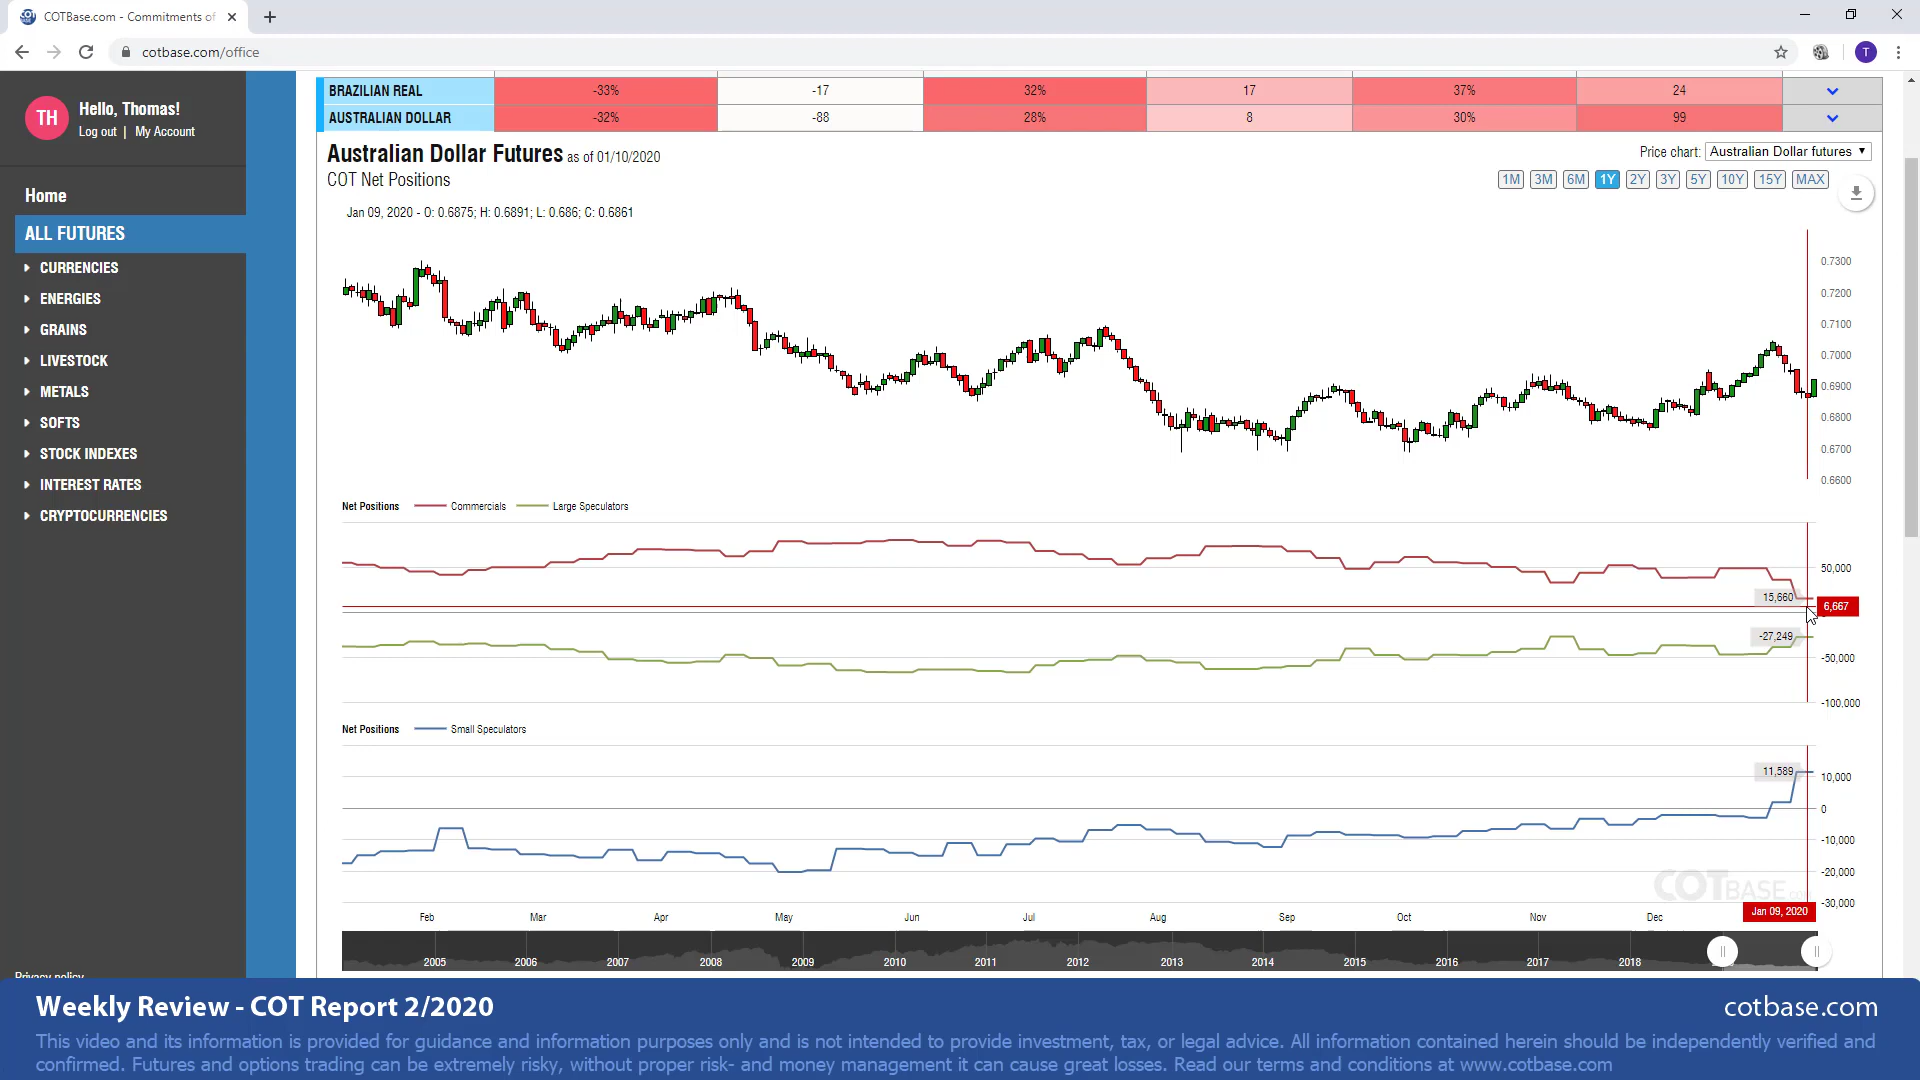 COTBase.com - Commitments of
cotbase.com/office
T
TH
Hello, Thomas!
Log out | My Account
Home
ALL FUTURES
CURRENCIES
ENERGIES
GRAINS
LIVESTOCK
METALS
SOFTS
STOCK INDEXES
INTEREST RATES
CRYPTOCURRENCIES
Privacy policy
BRAZILIAN REAL -33% -17 32% 17 37% 24
AUSTRALIAN DOLLAR -32% -88 28% 8 30% 99
Australian Dollar Futures as of 01/10/2020
Price chart: Australian Dollar futures
COT Net Positions
1M 3M 6M 1Y 2Y 3Y 5Y 10Y 15Y MAX
Jan 09, 2020 - O: 0.6875; H: 0.6891; L: 0.686; C: 0.6861
0.7300
0.7200
0.7100
0.7000
0.6900
0.6800
0.6700
0.6600
Net Positions Commercials Large Speculators
50,000
15,660
6,667
-27,249
-50,000
-100,000
Net Positions Small Speculators
11,589
10,000
0
-10,000
-20,000
COTBASE
-30,000
Feb Mar Apr May Jun Jul Aug Sep Oct Nov Dec Jan 09, 2020
2005 2006 2007 2008 2009 2010 2011 2012 2013 2014 2015 2016 2017 2018
Weekly Review - COT Report 2/2020
cotbase.com
This video and its information is provided for guidance and information purposes only and is not intended to provide investment, tax, or legal advice. All information contained herein should be independently verified and
confirmed. Futures and options trading can be extremely risky, without proper risk- and money management it can cause great losses. Read our terms and conditions at www.cotbase.com